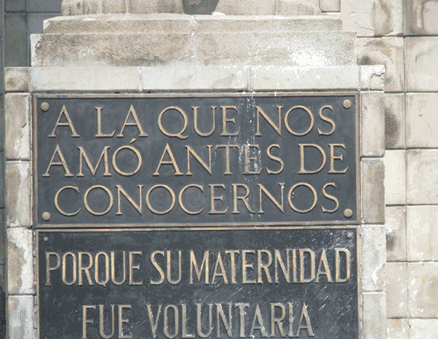 A LA QUE NOS
AMÓ ANTES DE
CONOCERNOS.
PORQUE SU MATERNIDAD
FUE VOLUNTARIA